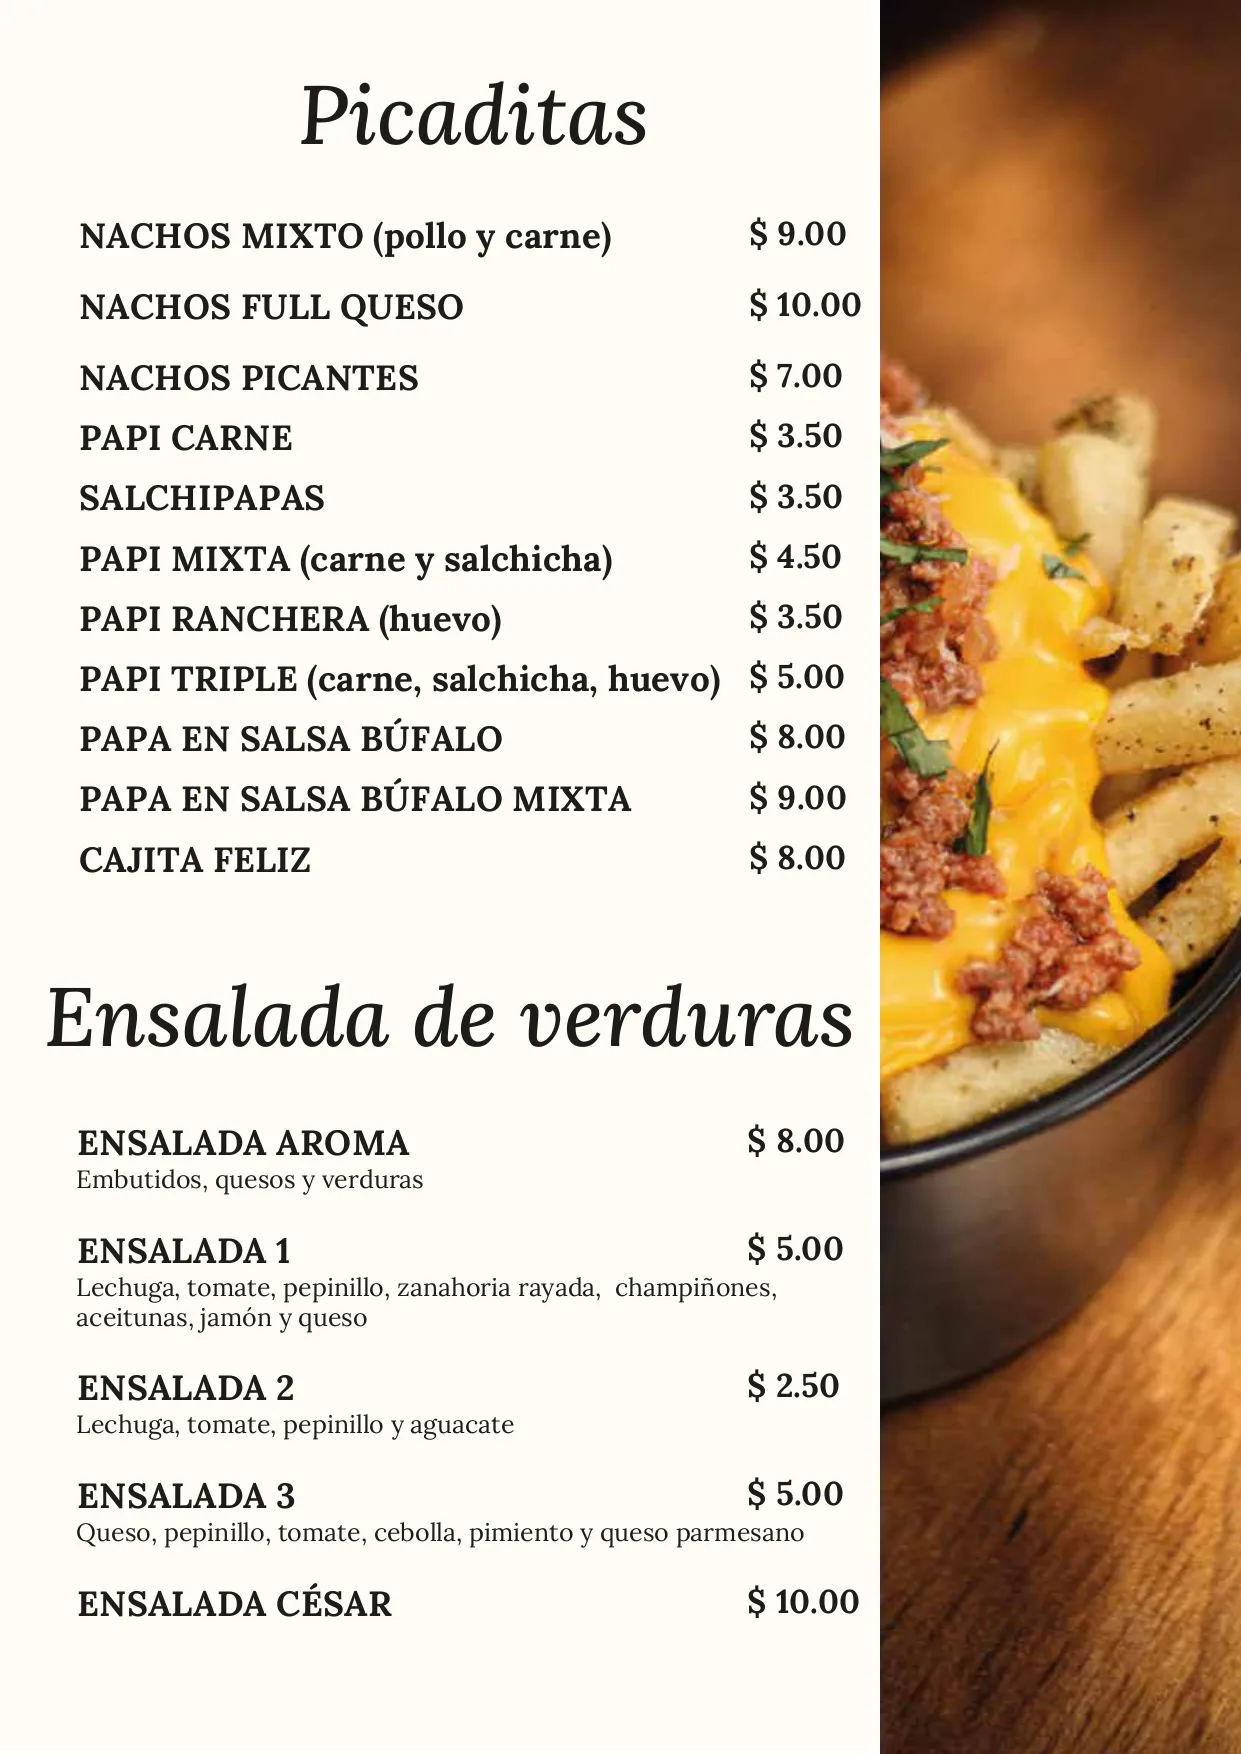 Picaditas
NACHOS MIXTO (pollo y carne) $ 9.00
NACHOS FULL QUESO $ 10.00
NACHOS PICANTES $ 7.00
PAPI CARNE $ 3.50
SALCHIPAPAS $ 3.50
PAPI MIXTA (carne y salchicha) $ 4.50
PAPI RANCHERA (huevo) $ 3.50
PAPI TRIPLE (carne, salchicha, huevo) $ 5.00
PAPA EN SALSA BÚFALO $ 8.00
PAPA EN SALSA BÚFALO MIXTA $ 9.00
CAJITA FELIZ $ 8.00
Ensalada de verduras
ENSALADA AROMA $ 8.00
Embutidos, quesos y verduras
ENSALADA 1 $ 5.00
Lechuga, tomate, pepinillo, zanahoria rayada, champiñones,
aceitunas, jamón y queso
ENSALADA 2 $ 2.50
Lechuga, tomate, pepinillo y aguacate
ENSALADA 3 $ 5.00
Queso, pepinillo, tomate, cebolla, pimiento y queso parmesano
ENSALADA CÉSAR $ 10.00